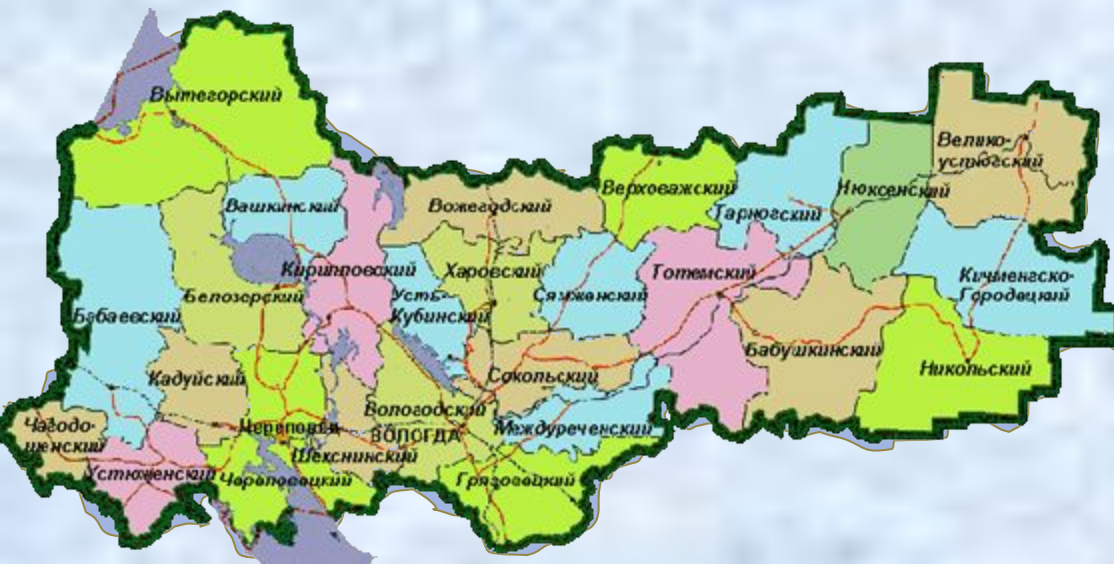 Вытегорский
Велико-
устюгский
Верховажский
Нюксенский
Вашкинский
Вожегодский
Тарногский
Кирилловский
Харовский
Тотемский
Кичменгско-
Городецкий
Белозерский
Усть-
Кубинский
Сямженский
Бабаевский
Бабушкинский
Никольский
Кадуйский
Сокольский
Вологодский
Чагодо-
щенский
Череповец
ВОЛОГДА
Междуреченский
Шекснинский
Устюженский
Череповецкий
Грязовецкий